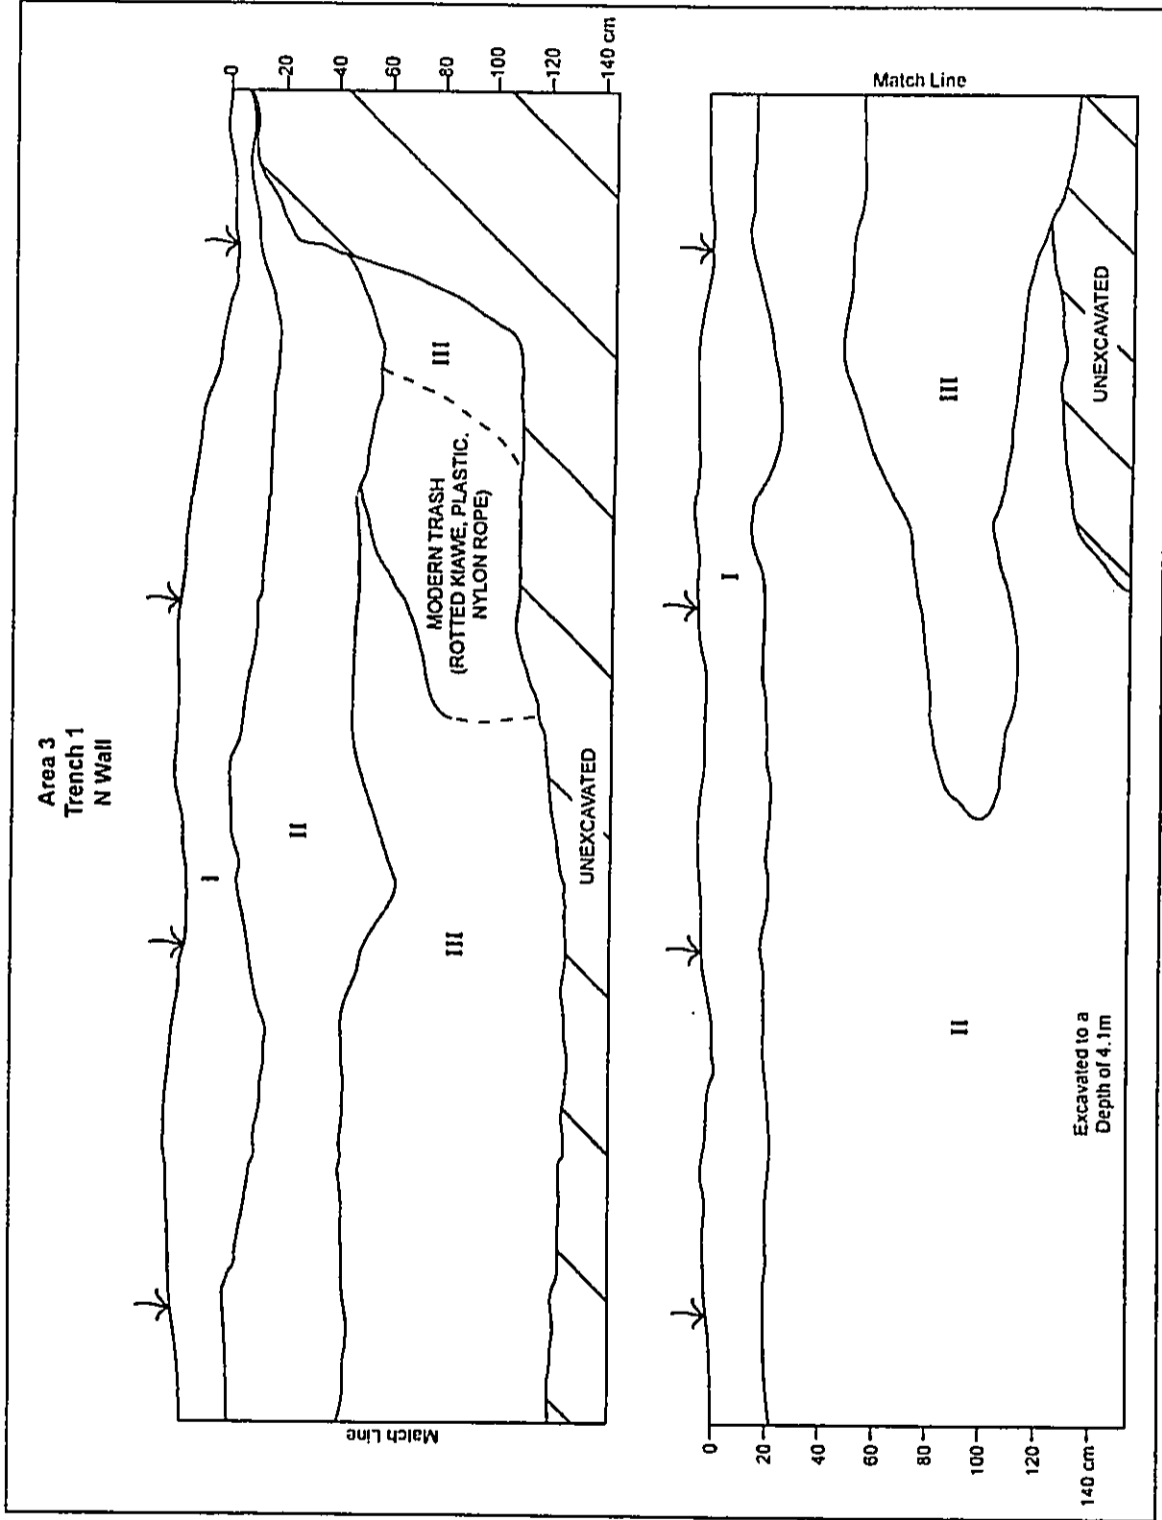 Area 3
Trench 1
N Wall
0
20
40
60
80
100
120
140 cm
I
II
III
III
MODERN TRASH
(ROTTED KIAWE, PLASTIC.
NYLON ROPE)
UNEXCAVATED
Match Line
Match Line
I
II
III
UNEXCAVATED
Excavated to a
Depth of 4.1m
0
20
40
60
80
100
120
140 cm